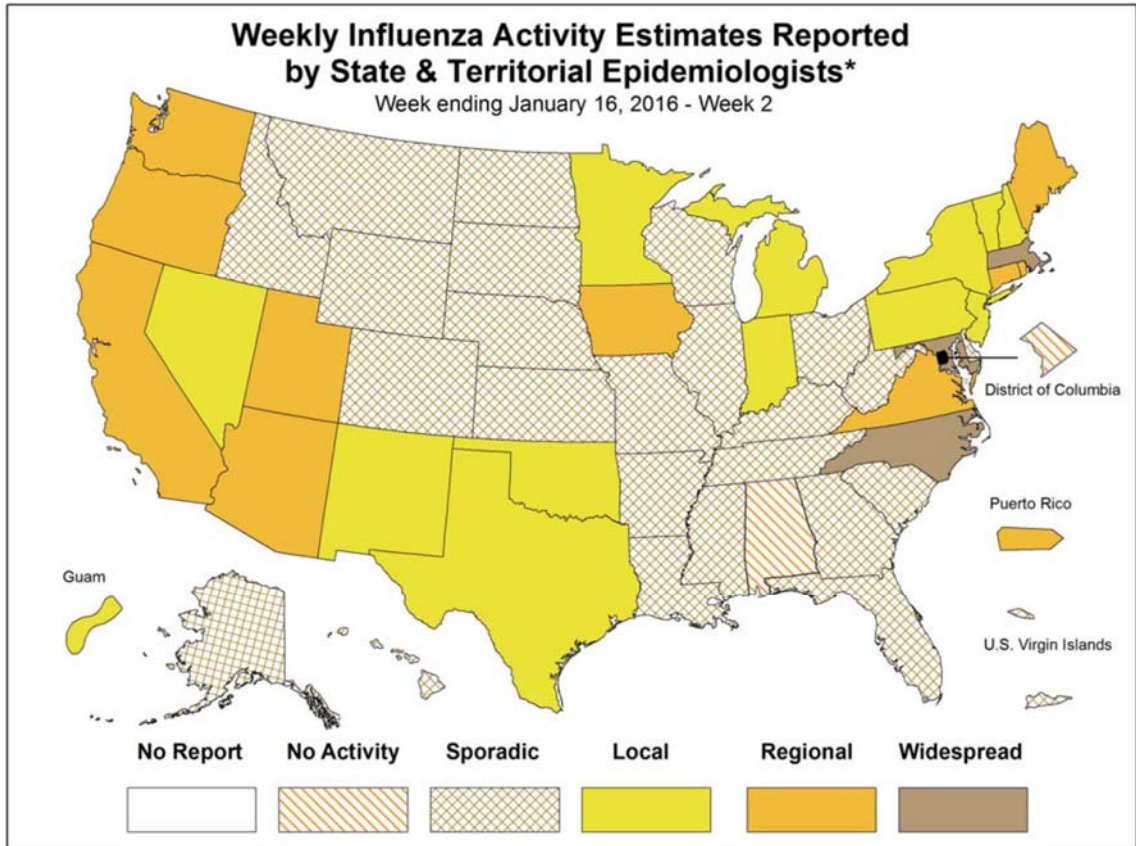 Weekly Influenza Activity Estimates Reported
by State & Territorial Epidemiologists*
Week ending January 16, 2016 - Week 2
District of Columbia
Puerto Rico
Guam
U.S. Virgin Islands
No Report No Activity Sporadic Local Regional Widespread